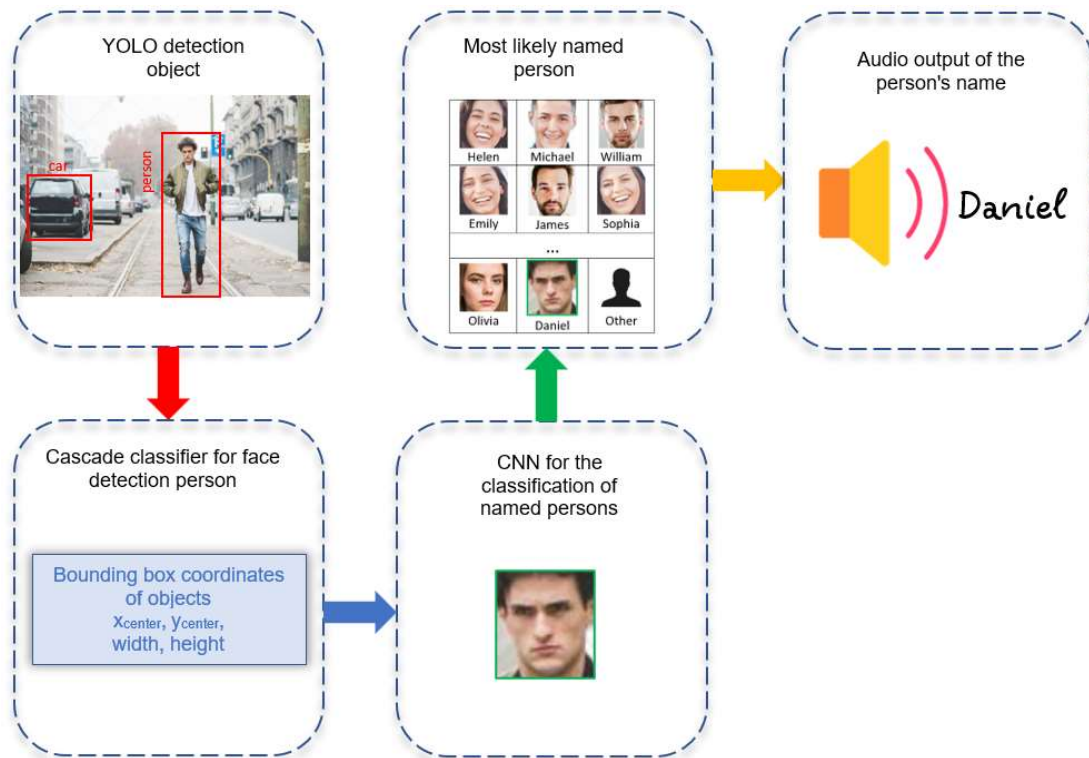 YOLO detection
object
car
person
Cascade classifier for face
detection person
Bounding box coordinates
of objects
xcenter, ycenter,
width, height
CNN for the
classification of
named persons
Most likely named
person
Helen Michael William
Emily James Sophia
...
Olivia Daniel Other
Audio output of the
person's name
Daniel